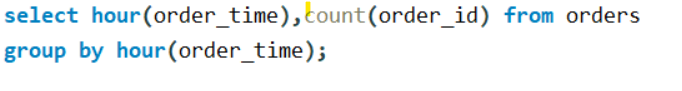 select hour(order_time),count(order_id) from orders
group by hour(order_time);